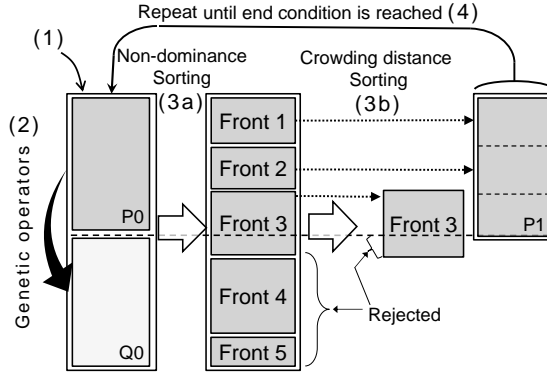 Repeat until end condition is reached (4)
(1)
Non-dominance
Sorting
(3a)
Crowding distance
Sorting
(3b)
(2)
Genetic operators
P0
Q0
Front 1
Front 2
Front 3
Front 4
Front 5
Front 3
P1
Rejected